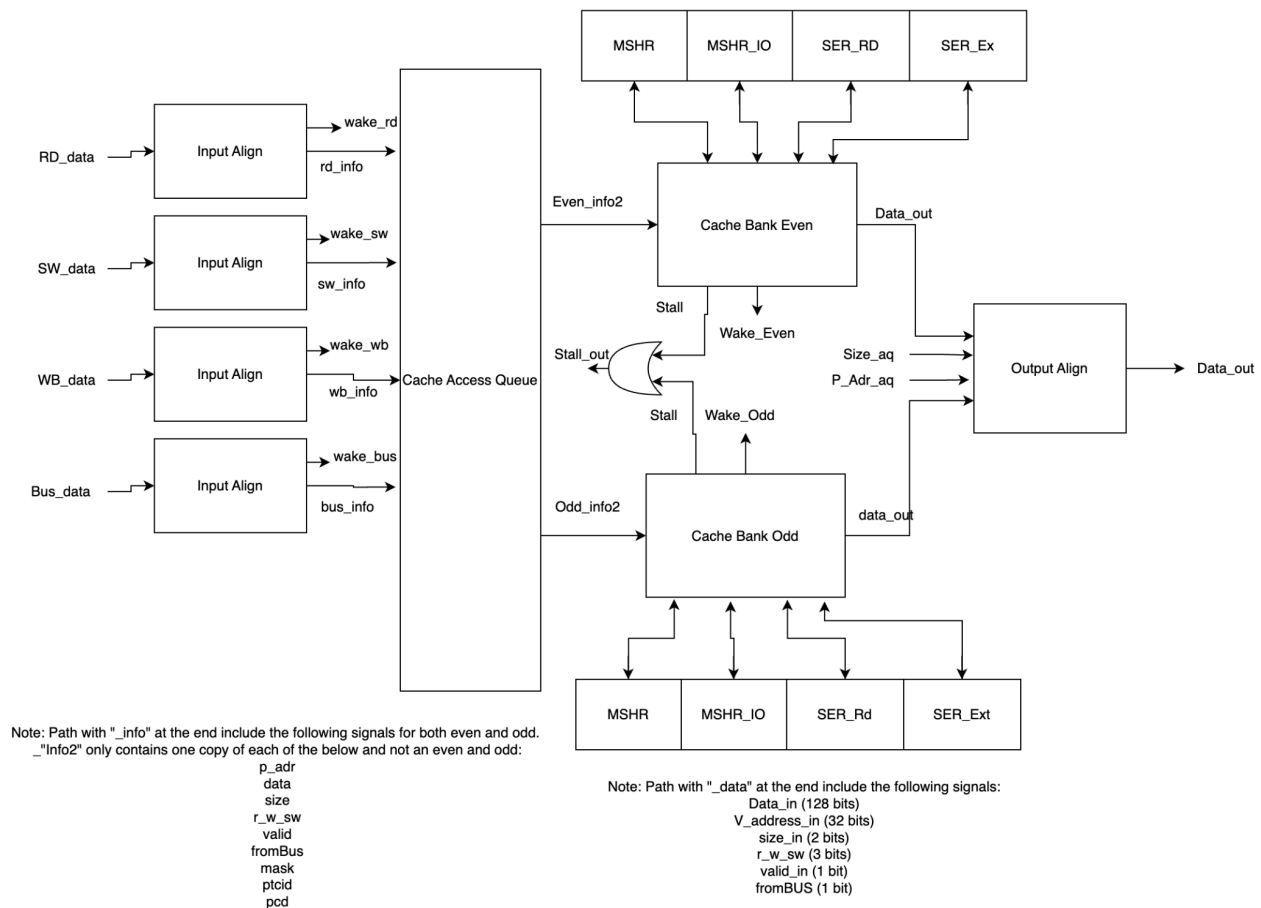 MSHR
MSHR_IO
SER_RD
SER_Ex
RD_data
Input Align
wake_rd
rd_info
SW_data
Input Align
wake_sw
sw_info
WB_data
Input Align
wake_wb
wb_info
Bus_data
Input Align
wake_bus
bus_info
Cache Access Queue
Even_info2
Cache Bank Even
Data_out
Stall
Wake_Even
Stall_out
Stall
Wake_Odd
Size_aq
P_Adr_aq
Output Align
Data_out
Odd_info2
Cache Bank Odd
data_out
MSHR
MSHR_IO
SER_Rd
SER_Ext
Note: Path with "_info" at the end include the following signals for both even and odd.
_"Info2" only contains one copy of each of the below and not an even and odd:
p_adr
data
size
r_w_sw
valid
fromBus
mask
ptcid
pcd
Note: Path with "_data" at the end include the following signals:
Data_in (128 bits)
V_address_in (32 bits)
size_in (2 bits)
r_w_sw (3 bits)
valid_in (1 bit)
fromBUS (1 bit)